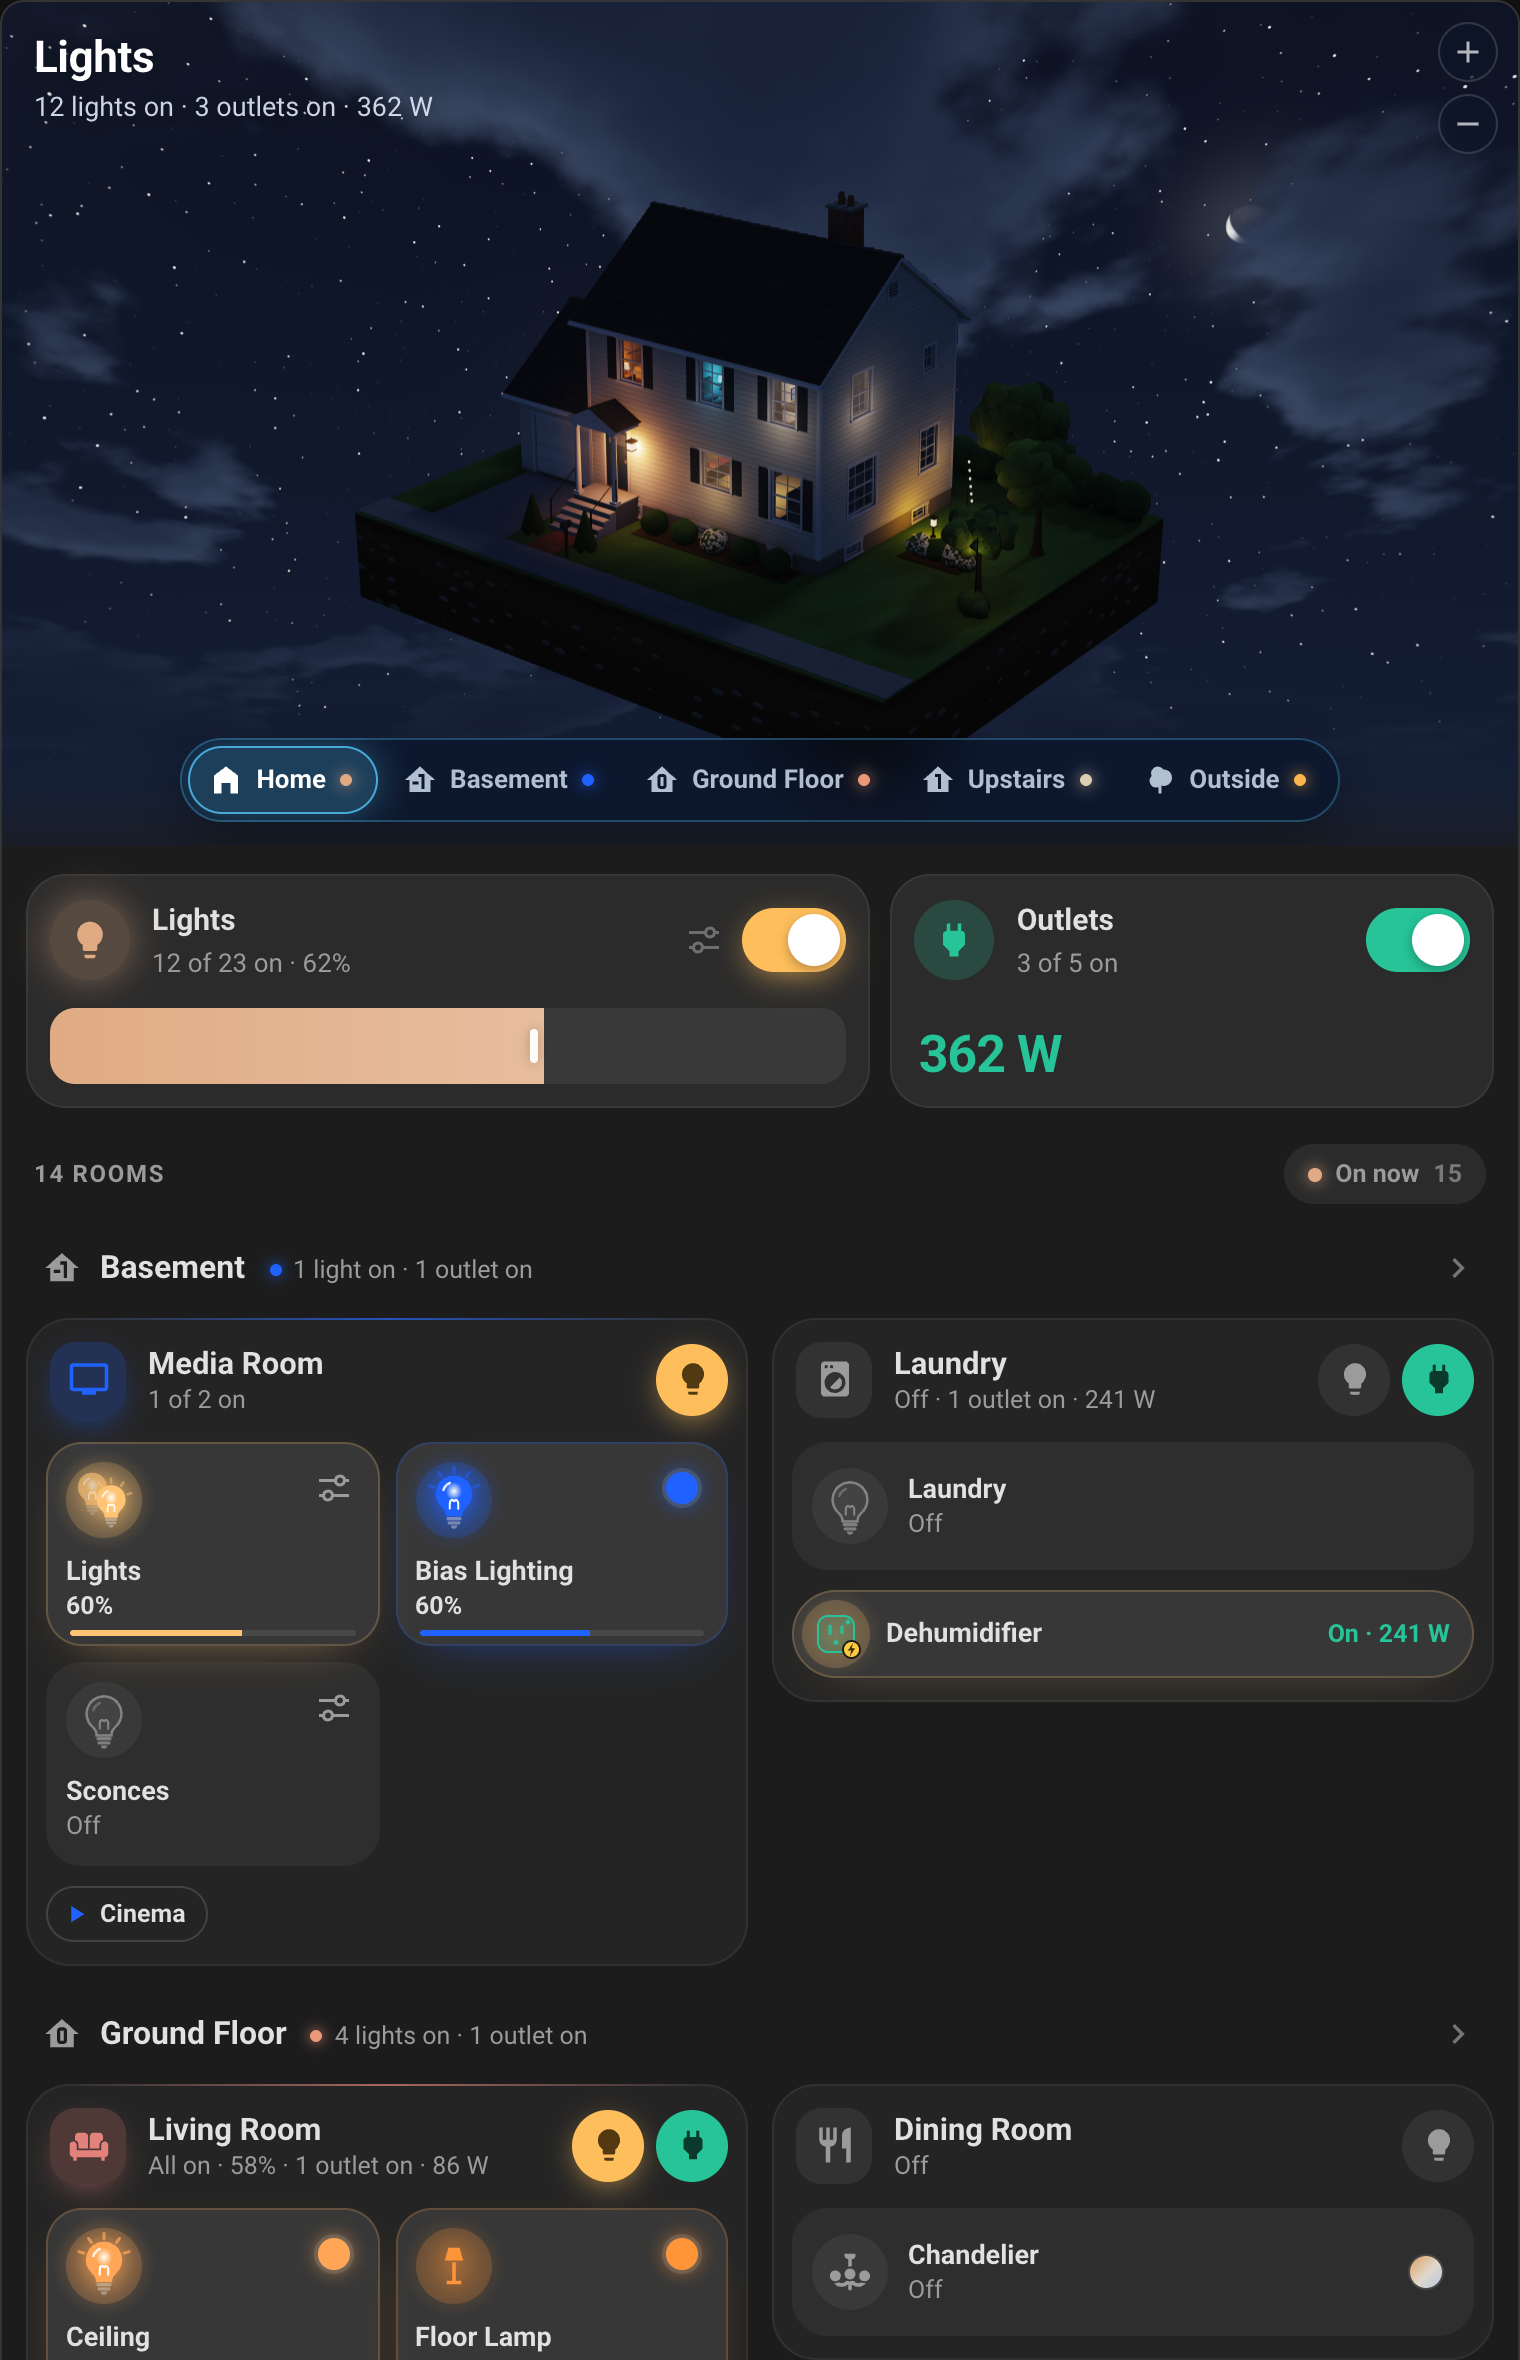 Lights
12 lights on · 3 outlets on · 362 W
Home
Basement
Ground Floor
Upstairs
Outside
Lights
12 of 23 on · 62%
Outlets
3 of 5 on
362 W
14 ROOMS
On now 15
Basement
1 light on · 1 outlet on
Media Room
1 of 2 on
Lights
60%
Bias Lighting
60%
Sconces
Off
Cinema
Laundry
Off · 1 outlet on · 241 W
Laundry
Off
Dehumidifier
On · 241 W
Ground Floor
4 lights on · 1 outlet on
Living Room
All on · 58% · 1 outlet on · 86 W
Ceiling
Floor Lamp
Dining Room
Off
Chandelier
Off